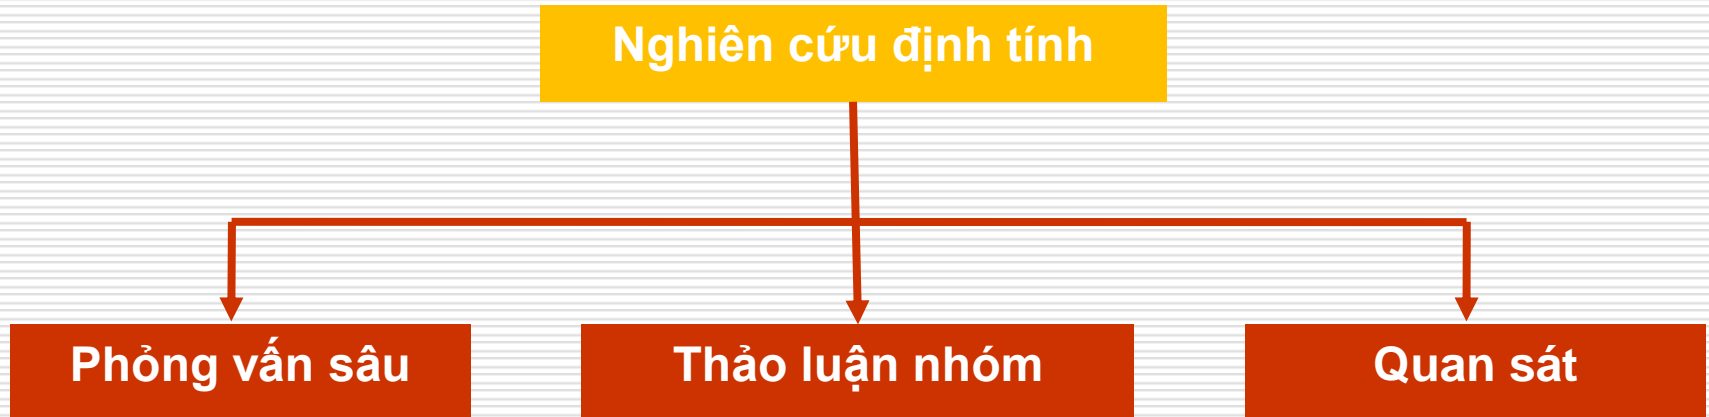 Nghiên cứu định tính
Phỏng vấn sâu
Thảo luận nhóm
Quan sát